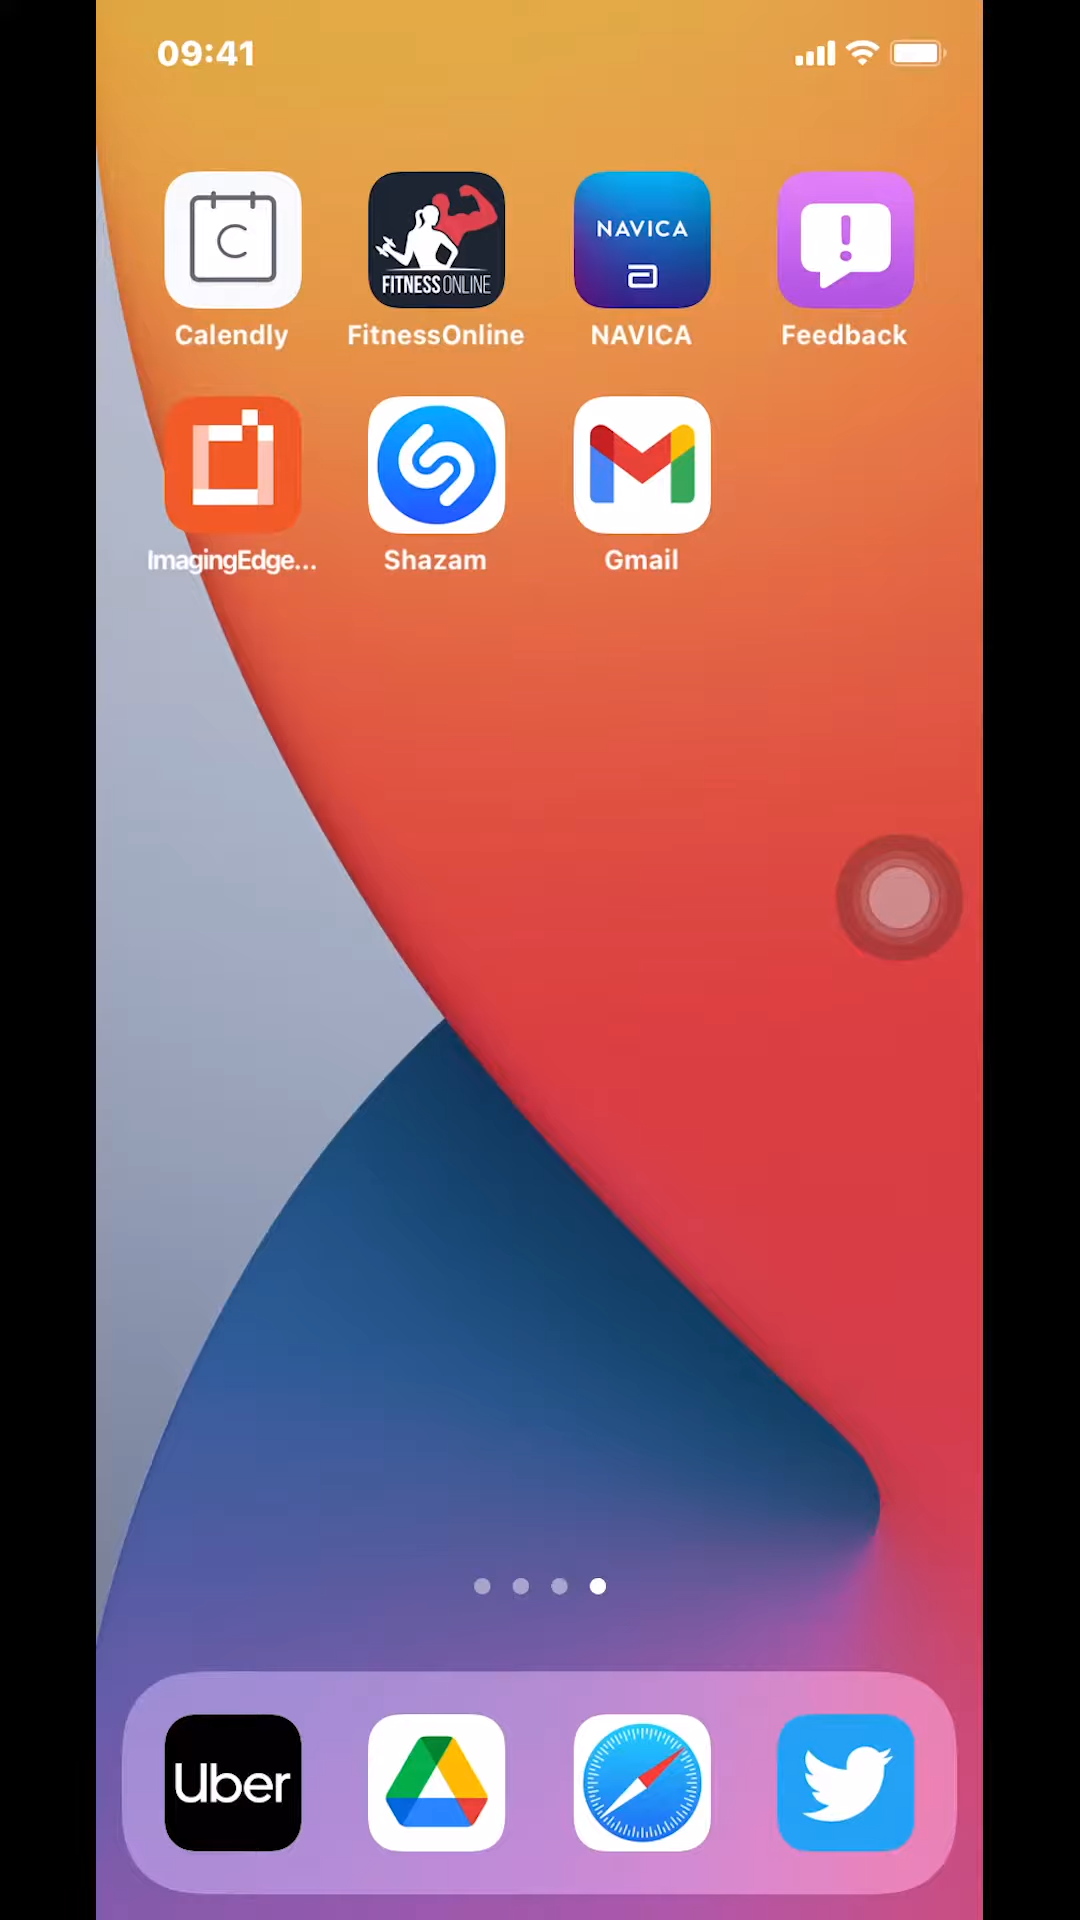 09:41
C
FITNESS ONLINE
NAVICA
Calendly
FitnessOnline
NAVICA
Feedback
ImagingEdge...
Shazam
Gmail
Uber